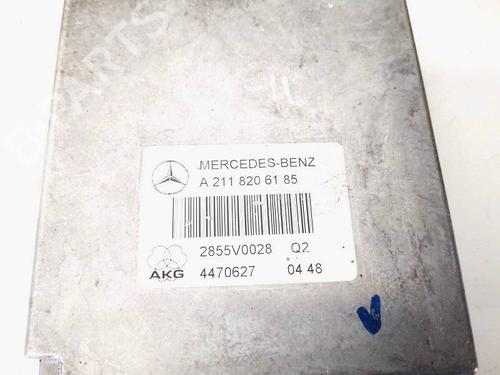 MERCEDES-BENZ
A 211 820 61 85
2855V0028 Q2
AKG
4470627 04 48